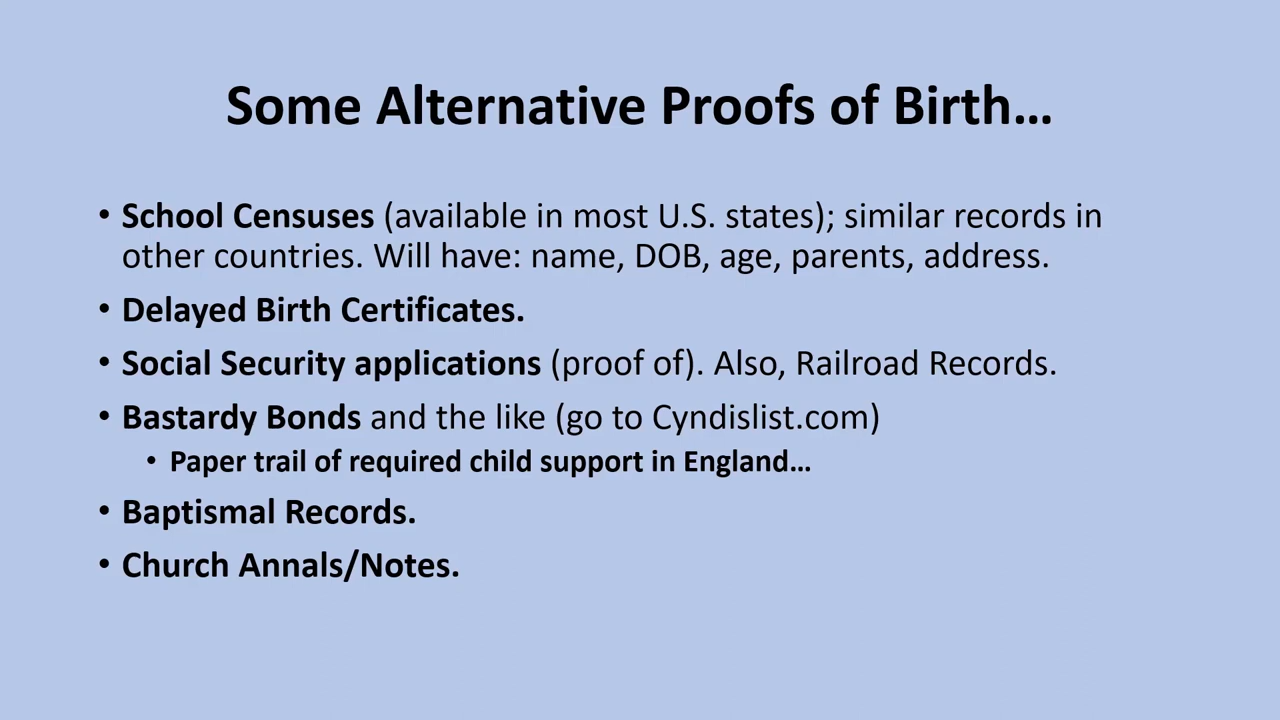 Some Alternative Proofs of Birth…
• School Censuses (available in most U.S. states); similar records in
other countries. Will have: name, DOB, age, parents, address.
• Delayed Birth Certificates.
• Social Security applications (proof of). Also, Railroad Records.
• Bastardy Bonds and the like (go to Cyndislist.com)
• Paper trail of required child support in England…
• Baptismal Records.
• Church Annals/Notes.